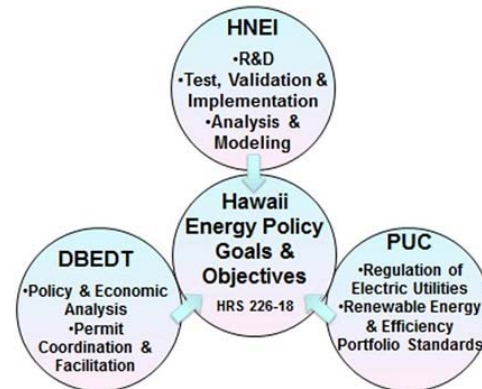 HNEI
•R&D
•Test, Validation &
Implementation
•Analysis &
Modeling
Hawaii
Energy Policy
Goals &
Objectives
HRS 226-18
DBEDT
•Policy & Economic
Analysis
•Permit
Coordination &
Facilitation
PUC
•Regulation of
Electric Utilities
•Renewable Energy
& Efficiency
Portfolio Standards